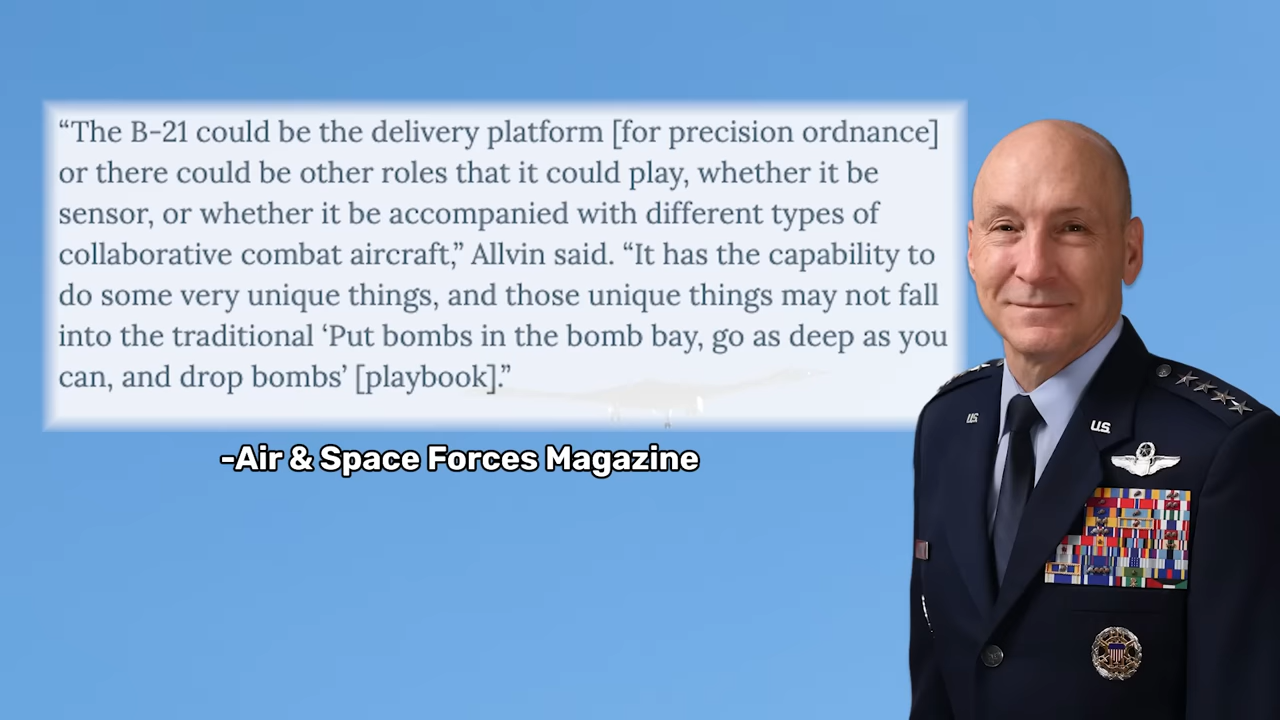 “The B-21 could be the delivery platform [for precision ordnance]
or there could be other roles that it could play, whether it be
sensor, or whether it be accompanied with different types of
collaborative combat aircraft,” Allvin said. “It has the capability to
do some very unique things, and those unique things may not fall
into the traditional ‘Put bombs in the bomb bay, go as deep as you
can, and drop bombs’ [playbook].”
-Air & Space Forces Magazine
U.S.
U.S.